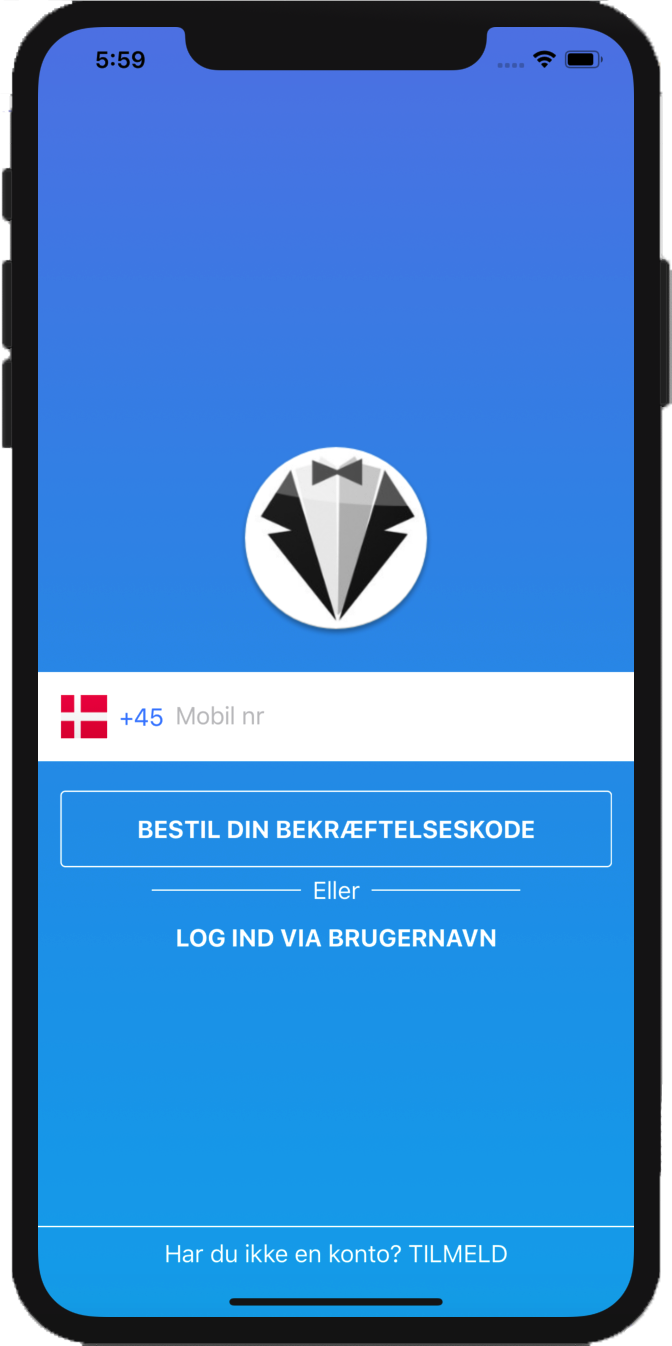 5:59
+45 Mobil nr
BESTIL DIN BEKRÆFTELSESKODE
Eller
LOG IND VIA BRUGERNAVN
Har du ikke en konto? TILMELD